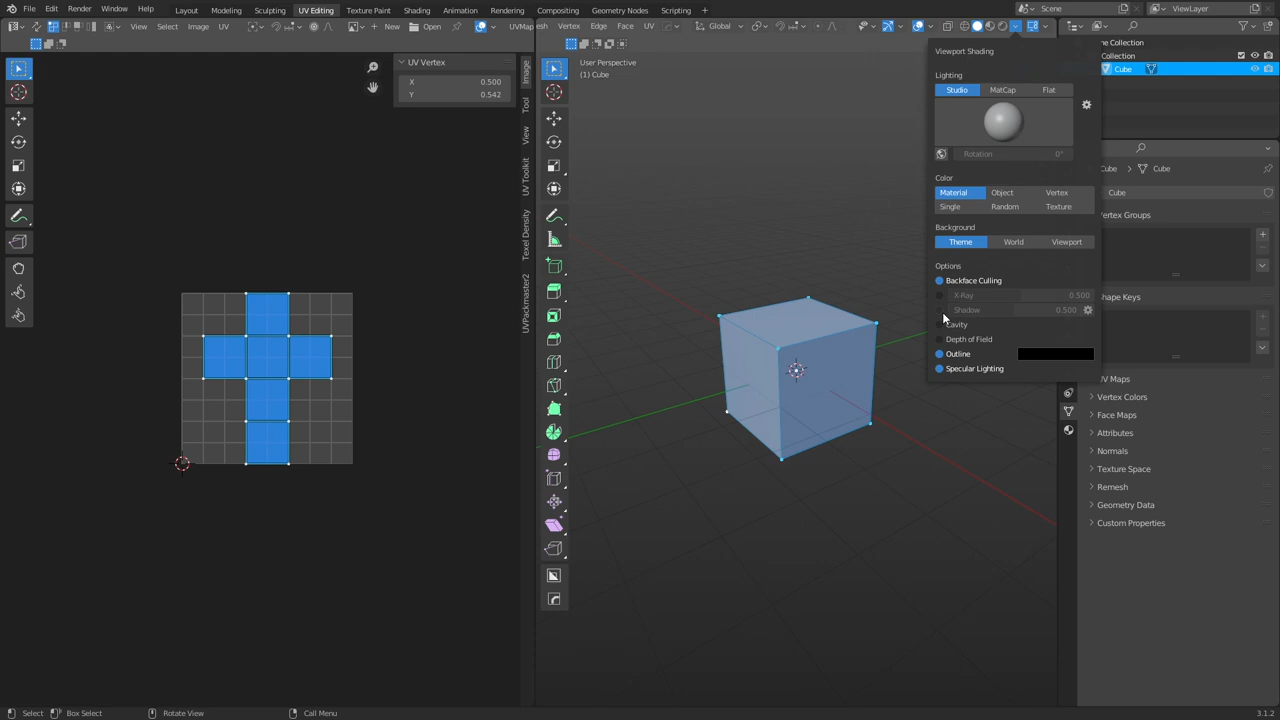 File Edit Render Window Help Layout Modeling Sculpting UV Editing Texture Paint Shading Animation Rendering Compositing Geometry Nodes Scripting Scene ViewLayer
View Select Image UV New Open UVMap Mesh Vertex Edge Face UV Global
UV Vertex
X 0.500
Y 0.542
Image
Tool
View
UV Toolkit
Texel Density
UVPackmaster2
User Perspective
(1) Cube
Viewport Shading
Lighting
Studio MatCap Flat
Rotation 0°
Color
Material Object Vertex
Single Random Texture
Background
Theme World Viewport
Options
Backface Culling
X-Ray 0.500
Shadow 0.500
Cavity
Depth of Field
Outline
Specular Lighting
ne Collection
Collection
Cube
Cube Cube
Cube
ertex Groups
hape Keys
UV Maps
Vertex Colors
Face Maps
Attributes
Normals
Texture Space
Remesh
Geometry Data
Custom Properties
Select Box Select Rotate View Call Menu 3.1.2